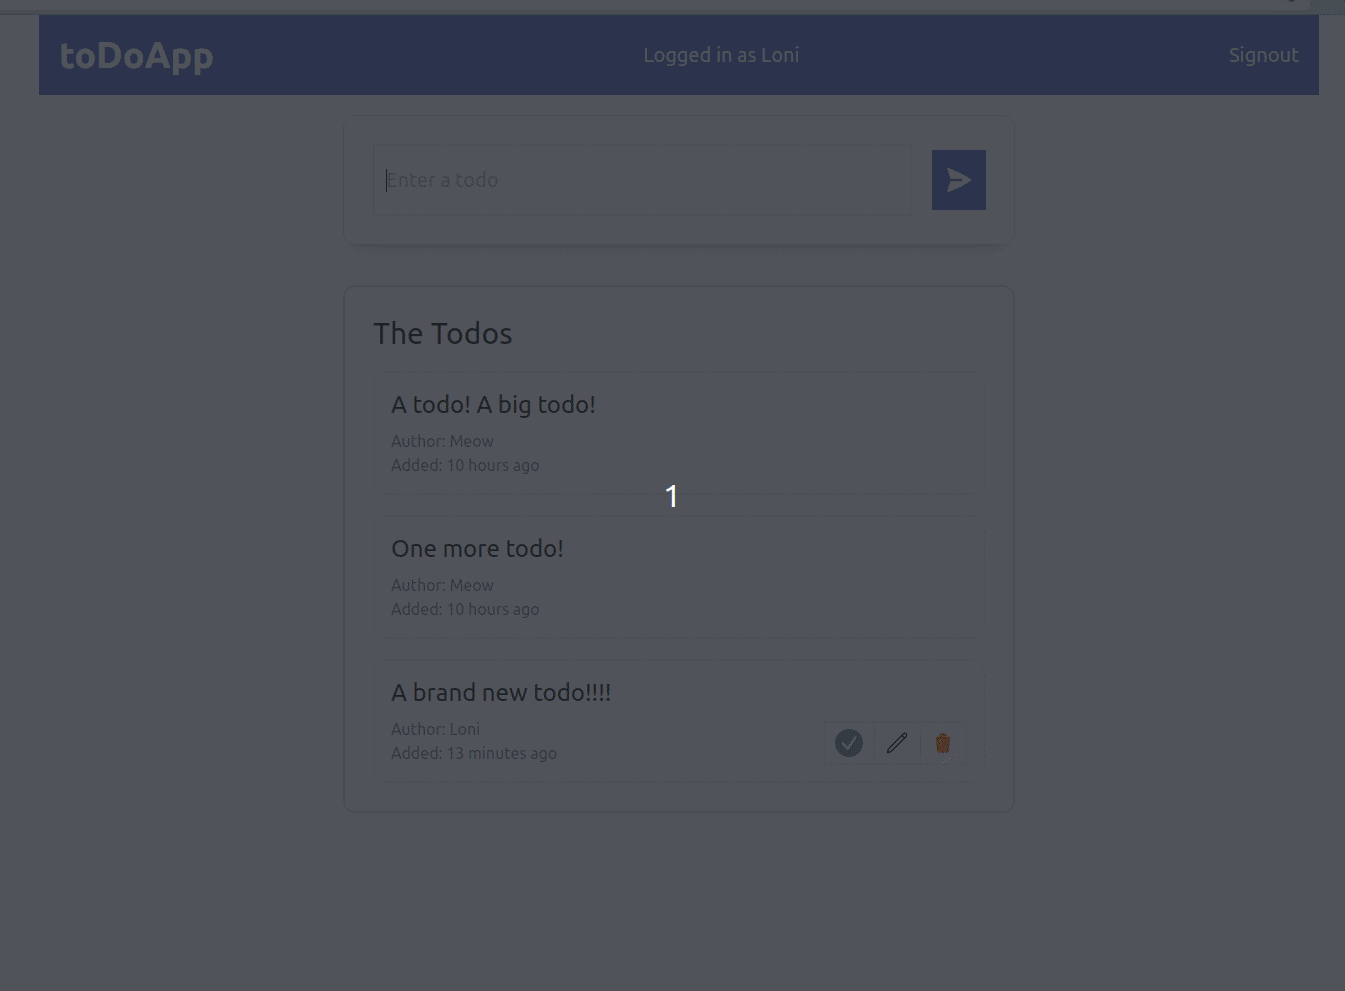 toDoApp
Logged in as Loni
Signout
Enter a todo
The Todos
A todo! A big todo!
Author: Meow
Added: 10 hours ago
1
One more todo!
Author: Meow
Added: 10 hours ago
A brand new todo!!!!
Author: Loni
Added: 13 minutes ago